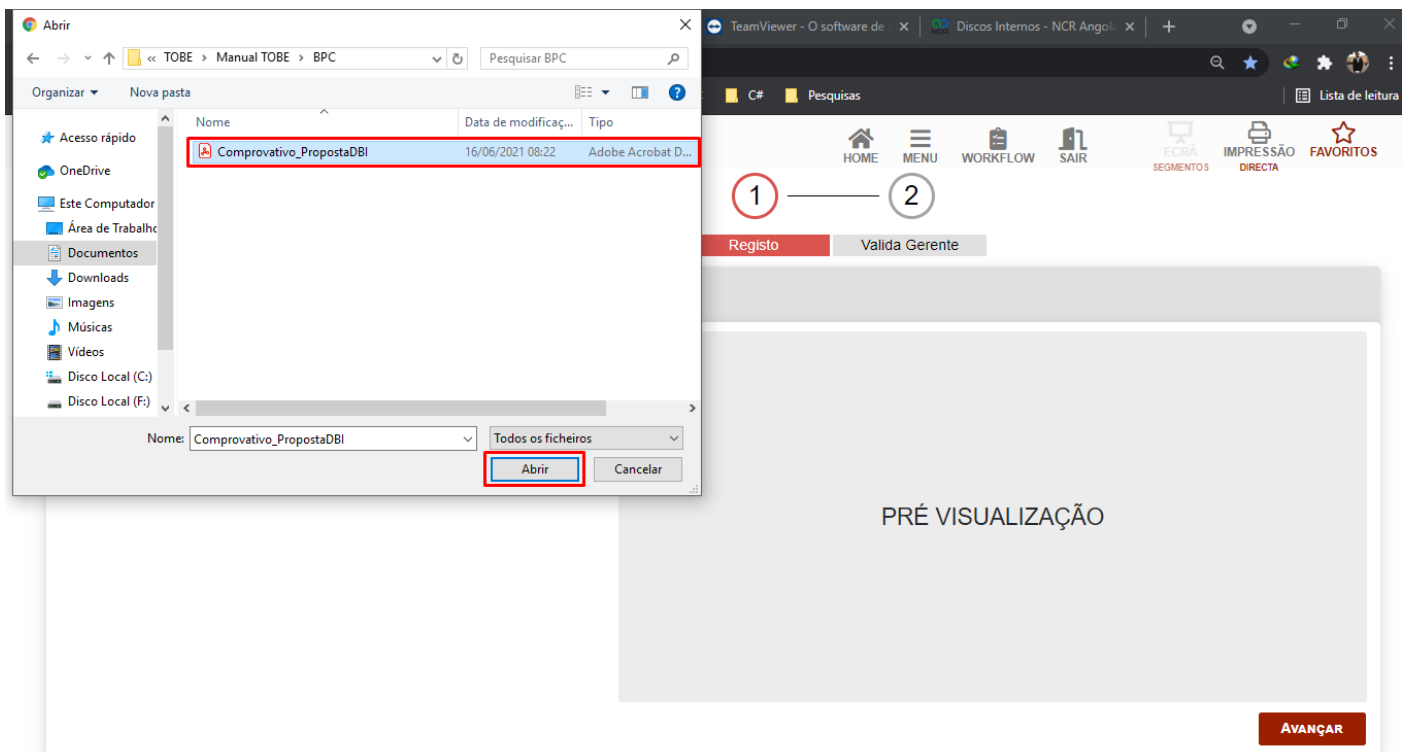 Abrir
TeamViewer - O software de
Discos Internos - NCR Angol
« TOBE > Manual TOBE > BPC
Pesquisar BPC
Organizar
Nova pasta
C#
Pesquisas
Lista de leitura
Nome
Data de modificaç...
Tipo
Acesso rápido
Comprovativo_PropostaDBI
16/06/2021 08:22
Adobe Acrobat D...
OneDrive
Este Computador
Área de Trabalho
Documentos
Downloads
Imagens
Músicas
Vídeos
Disco Local (C:)
Disco Local (F:)
Nome: Comprovativo_PropostaDBI
Todos os ficheiros
Abrir
Cancelar
HOME
MENU
WORKFLOW
SAIR
ECRÃ
SEGMENTOS
IMPRESSÃO
DIRECTA
FAVORITOS
1
2
Registo
Valida Gerente
PRÉ VISUALIZAÇÃO
AVANÇAR